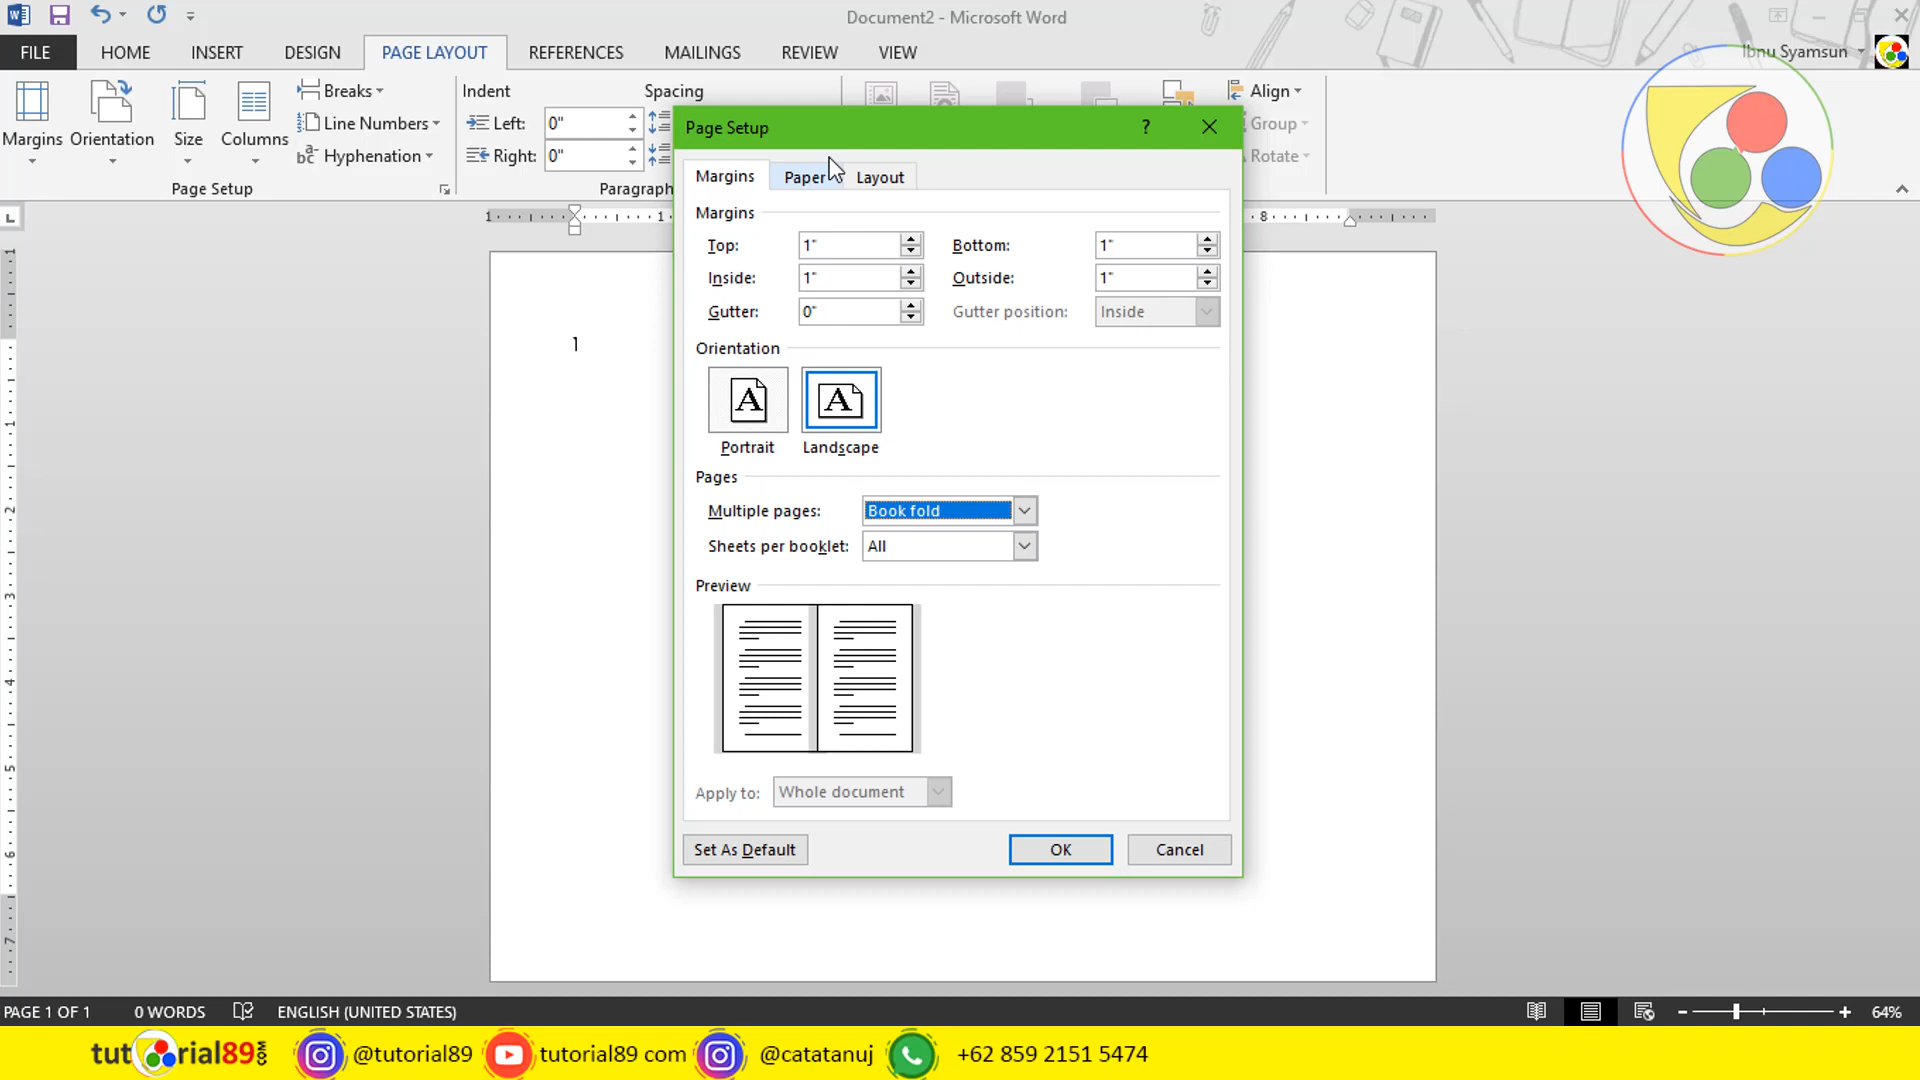 Document2 - Microsoft Word
FILE
HOME
INSERT
DESIGN
PAGE LAYOUT
REFERENCES
MAILINGS
REVIEW
VIEW
Ibnu Syamsun
Margins
Orientation
Size
Columns
Breaks
Line Numbers
Hyphenation
Page Setup
Indent
Left: 0"
Right: 0"
Spacing
Paragraph
Align
Group
Rotate
Page Setup
?
Margins
Paper
Layout
Margins
Top: 1"
Bottom: 1"
Inside: 1"
Outside: 1"
Gutter: 0"
Gutter position: Inside
Orientation
A
A
Portrait
Landscape
Pages
Multiple pages: Book fold
Sheets per booklet: All
Preview
Apply to: Whole document
Set As Default
OK
Cancel
PAGE 1 OF 1
0 WORDS
ENGLISH (UNITED STATES)
64%
tutorial89.com
@tutorial89
tutorial89 com
@catatanuj
+62 859 2151 5474